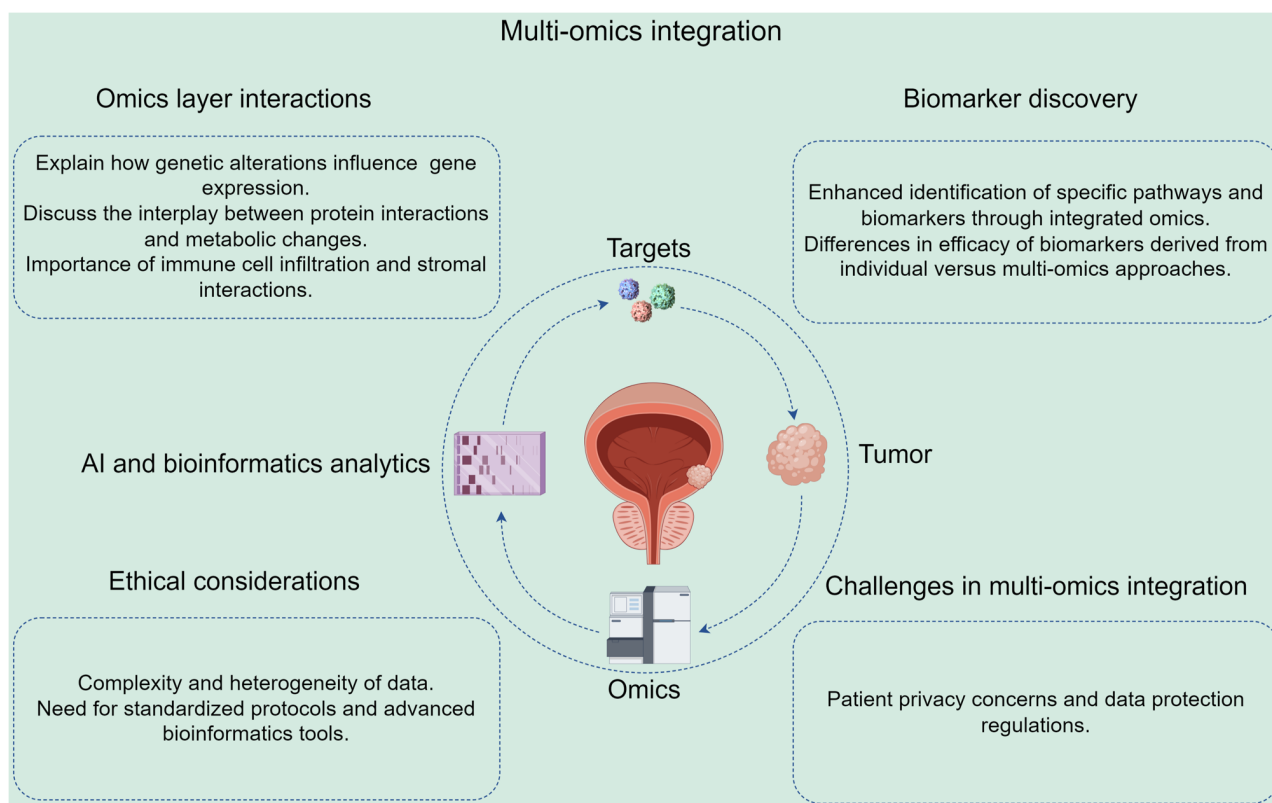 Multi-omics integration
Omics layer interactions
Explain how genetic alterations influence  gene
expression.
Discuss the interplay between protein interactions
and metabolic changes.
Importance of immune cell infiltration and stromal
interactions.
Biomarker discovery
Enhanced identification of specific pathways and
biomarkers through integrated omics.
Differences in efficacy of biomarkers derived from
individual versus multi-omics approaches.
Targets
AI and bioinformatics analytics
Tumor
Omics
Ethical considerations
Complexity and heterogeneity of data.
Need for standardized protocols and advanced
bioinformatics tools.
Challenges in multi-omics integration
Patient privacy concerns and data protection
regulations.